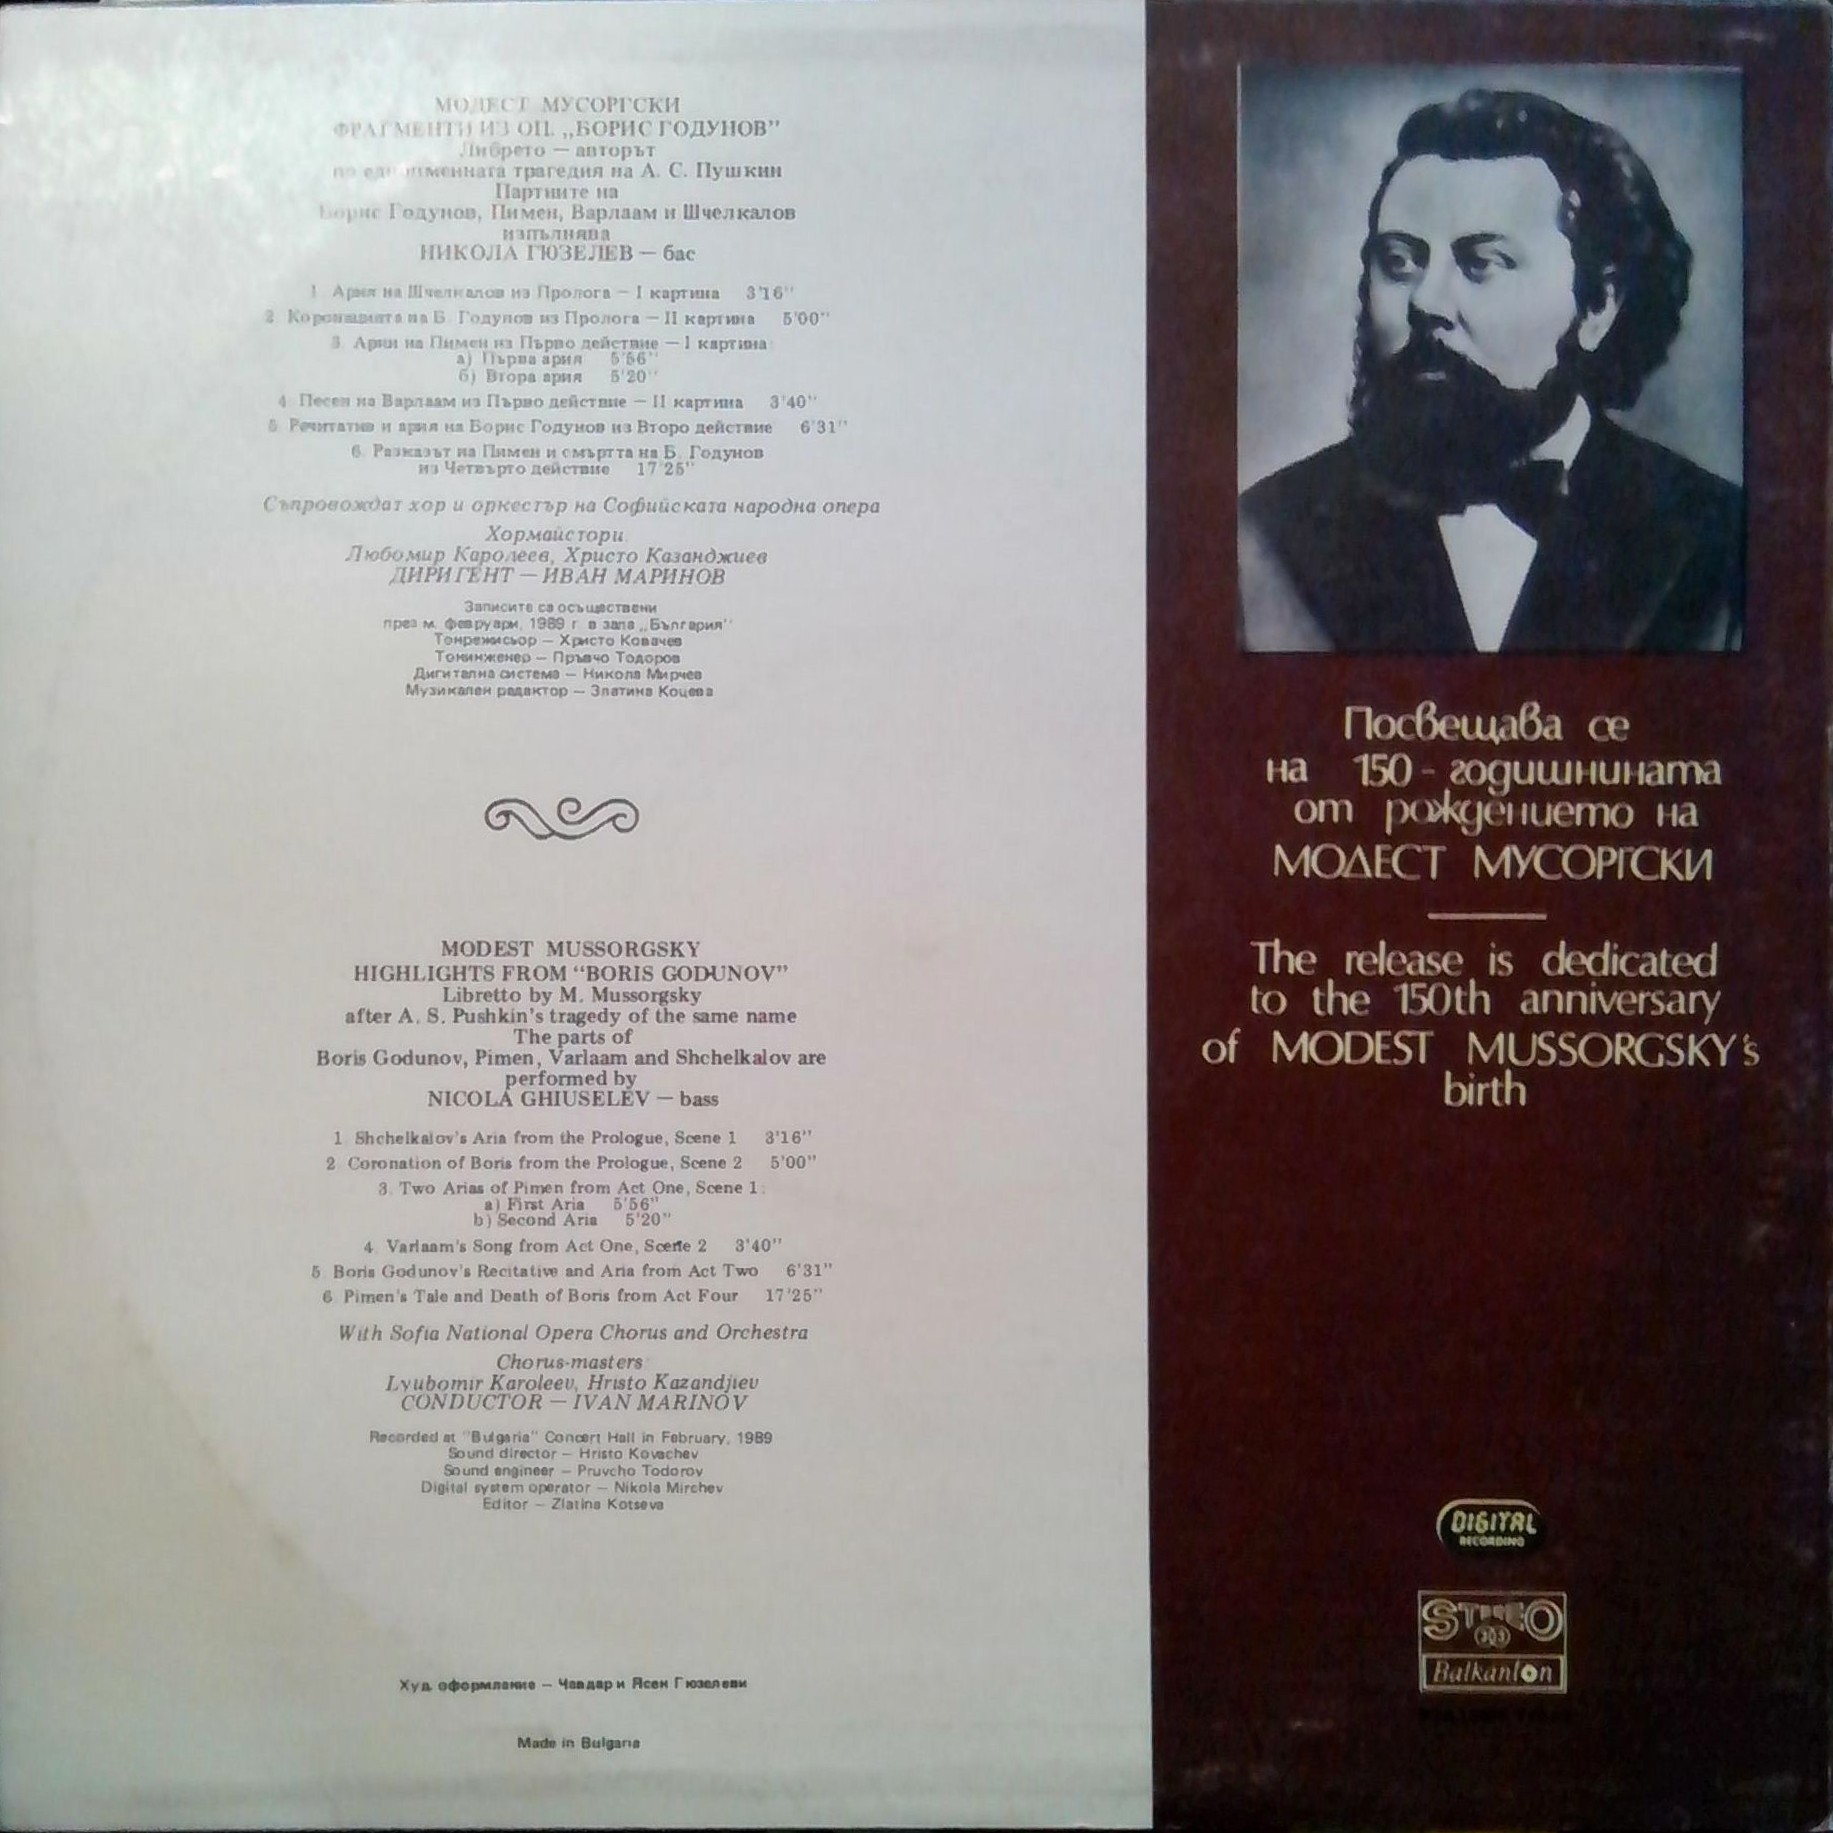 МОДЕСТ МУСОРГСКИ
ФРАГМЕНТИ ИЗ ОП. „БОРИС ГОДУНОВ”
Либрето — авторът
по едноименната трагедия на А. С. Пушкин
Партиите на
Борис Годунов, Пимен, Варлаам и Шчелкалов
изпълнява
НИКОЛА ГЮЗЕЛЕВ — бас
1. Ария на Шчелкалов из Пролога — I картина 3'16"
2. Коронацията на Б. Годунов из Пролога — II картина 5'00"
3. Арии на Пимен из Първо действие — I картина:
а) Първа ария 5'56"
б) Втора ария 5'20"
4. Песен на Варлаам из Първо действие — II картина 3'40"
5. Речитатив и ария на Борис Годунов из Второ действие 6'31"
6. Разказът на Пимен и смъртта на Б. Годунов
из Четвърто действие 17'25"
Съпровождат хор и оркестър на Софийската народна опера
Хормайстори:
Любомир Каролеев, Христо Казанджиев
ДИРИГЕНТ — ИВАН МАРИНОВ
Записите са осъществени
през м. февруари, 1989 г. в зала „България”
Тонрежисьор — Христо Ковачев
Тонинженер — Пръвчо Тодоров
Дигитална система — Никола Мирчев
Музикален редактор — Златина Коцева
MODEST MUSSORGSKY
HIGHLIGHTS FROM “BORIS GODUNOV”
Libretto by M. Mussorgsky
after A. S. Pushkin’s tragedy of the same name
The parts of
Boris Godunov, Pimen, Varlaam and Shchelkalov are
performed by
NICOLA GHIUSELEV — bass
1. Shchelkalov's Aria from the Prologue, Scene 1 3'16"
2. Coronation of Boris from the Prologue, Scene 2 5'00"
3. Two Arias of Pimen from Act One, Scene 1:
a) First Aria 5'56"
b) Second Aria 5'20"
4. Varlaam's Song from Act One, Scene 2 3'40"
5. Boris Godunov's Recitative and Aria from Act Two 6'31"
6. Pimen's Tale and Death of Boris from Act Four 17'25"
With Sofia National Opera Chorus and Orchestra
Chorus-masters:
Lyubomir Karoleev, Hristo Kazandjiev
CONDUCTOR — IVAN MARINOV
Recorded at "Bulgaria" Concert Hall in February, 1989
Sound director — Hristo Kovachev
Sound engineer — Pruvcho Todorov
Digital system operator — Nikola Mirchev
Editor — Zlatina Kotseva
Худ. оформление — Чавдар и Ясен Гюзелеви
Made in Bulgaria
Посвещава се
на 150 - годишнината
от рождението на
МОДЕСТ МУСОРГСКИ
The release is dedicated
to the 150th anniversary
of MODEST MUSSORGSKY's
birth
DIGITAL
RECORDING
STEREO
33
Balkanton